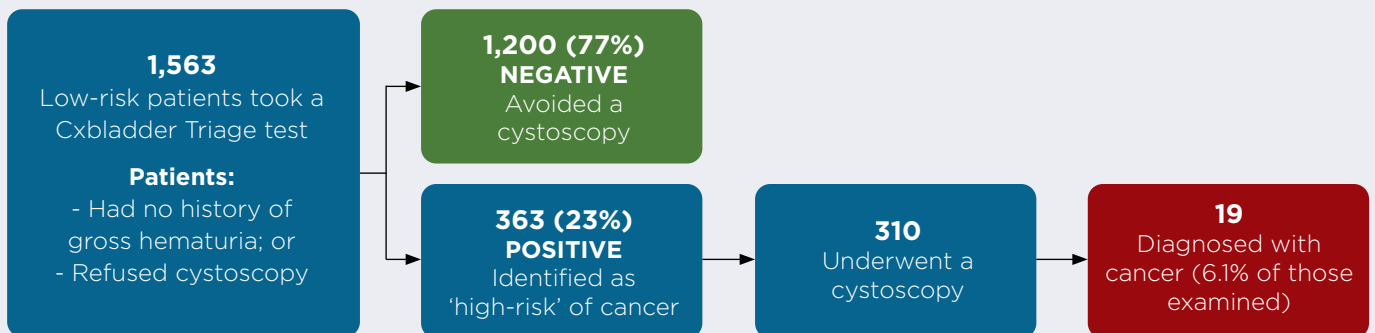 1,563
Low-risk patients took a
Cxbladder Triage test
Patients:
- Had no history of
gross hematuria; or
- Refused cystoscopy
1,200 (77%)
NEGATIVE
Avoided a
cystoscopy
363 (23%)
POSITIVE
Identified as
‘high-risk’ of cancer
310
Underwent a
cystoscopy
19
Diagnosed with
cancer (6.1% of those
examined)